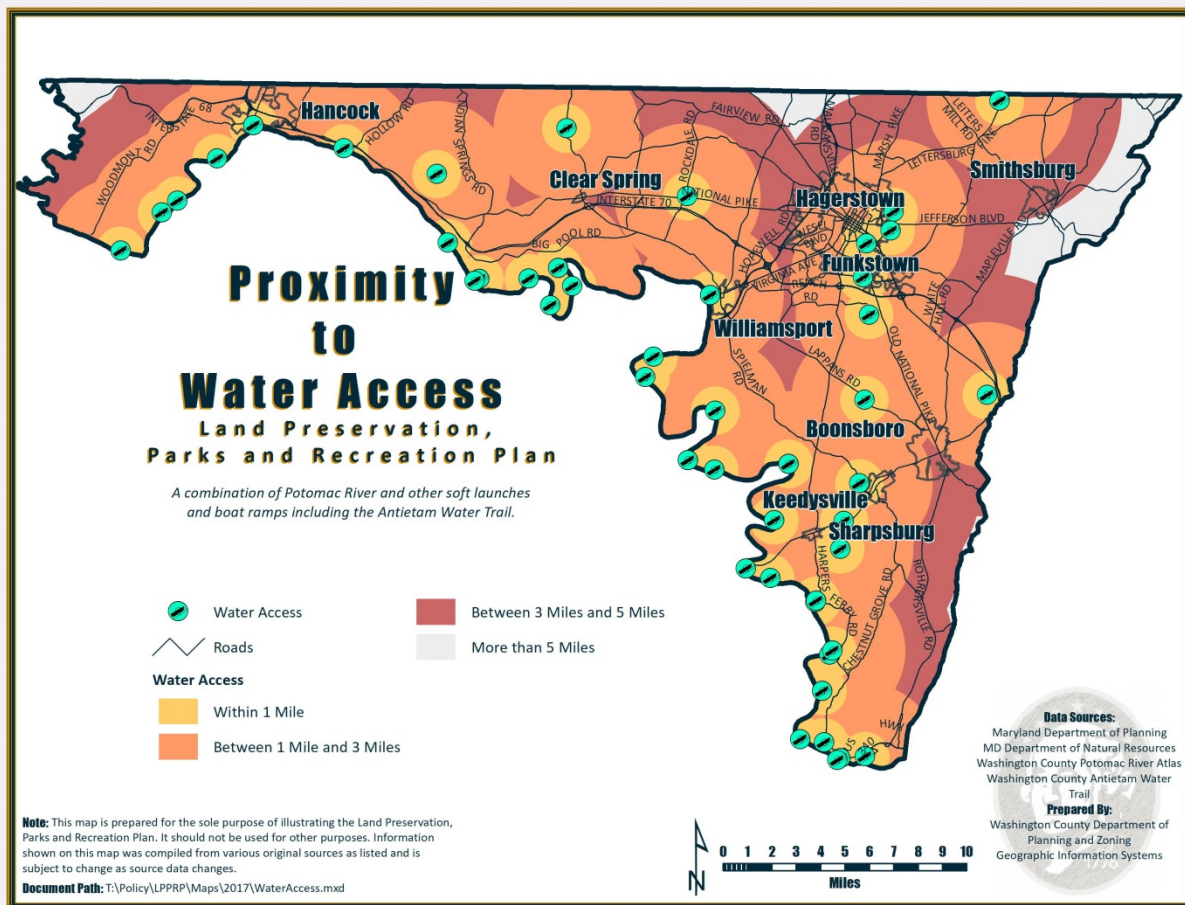 Proximity
to
Water Access
Land Preservation,
Parks and Recreation Plan
A combination of Potomac River and other soft launches
and boat ramps including the Antietam Water Trail.
Hancock
Clear Spring
Hagerstown
Smithsburg
Funkstown
Williamsport
Boonsboro
Keedysville
Sharpsburg
INTERSTATE 68
WOODMONT RD
HOLLOW RD
SPRINGS RD
FAIRVIEW RD
ROCKDALE RD
NATIONAL PIKE
INTERSTATE 70
BIG POOL RD
MARSH PIKE
LEITERS MILL RD
LEITERSBURG PIKE
JEFFERSON BLVD
MAPLEVILLE RD
HOPEWELL RD
VIRGINIA AVE
WHITE HALL RD
OLD NATIONAL PIKE
LAPPANS RD
SPIELMAN RD
HARPERS FERRY RD
CHESTNUT GROVE RD
ROHRERSVILLE RD
US 340 HWY
Water Access
Roads
Water Access
Within 1 Mile
Between 1 Mile and 3 Miles
Between 3 Miles and 5 Miles
More than 5 Miles
Data Sources:
Maryland Department of Planning
MD Department of Natural Resources
Washington County Potomac River Atlas
Washington County Antietam Water
Trail
Prepared By:
Washington County Department of
Planning and Zoning
Geographic Information Systems
Note: This map is prepared for the sole purpose of illustrating the Land Preservation,
Parks and Recreation Plan. It should not be used for other purposes. Information
shown on this map was compiled from various original sources as listed and is
subject to change as source data changes.
Document Path: T:\Policy\LPPRP\Maps\2017\WaterAccess.mxd
N
0 1 2 3 4 5 6 7 8 9 10
Miles